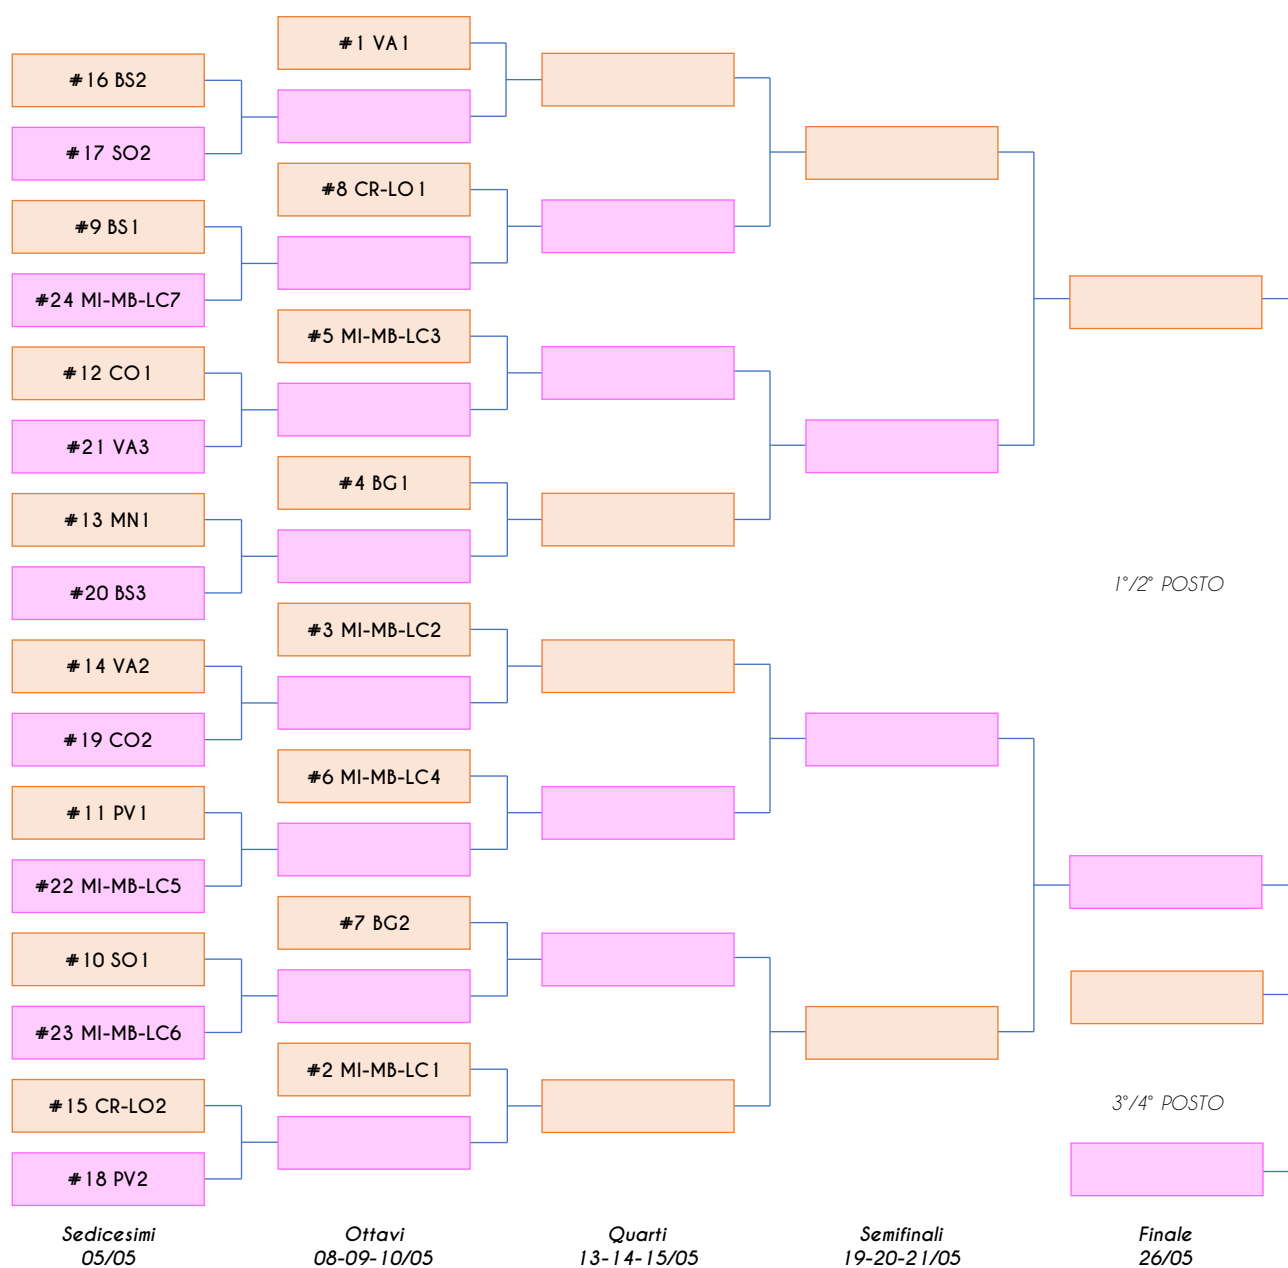 #16 BS2
#17 SO2
#9 BS1
#24 MI-MB-LC7
#12 CO1
#21 VA3
#13 MN1
#20 BS3
#14 VA2
#19 CO2
#11 PV1
#22 MI-MB-LC5
#10 SO1
#23 MI-MB-LC6
#15 CR-LO2
#18 PV2
Sedicesimi
05/05
#1 VA1
#8 CR-LO1
#5 MI-MB-LC3
#4 BG1
#3 MI-MB-LC2
#6 MI-MB-LC4
#7 BG2
#2 MI-MB-LC1
Ottavi
08-09-10/05
Quarti
13-14-15/05
Semifinali
19-20-21/05
1°/2° POSTO
3°/4° POSTO
Finale
26/05